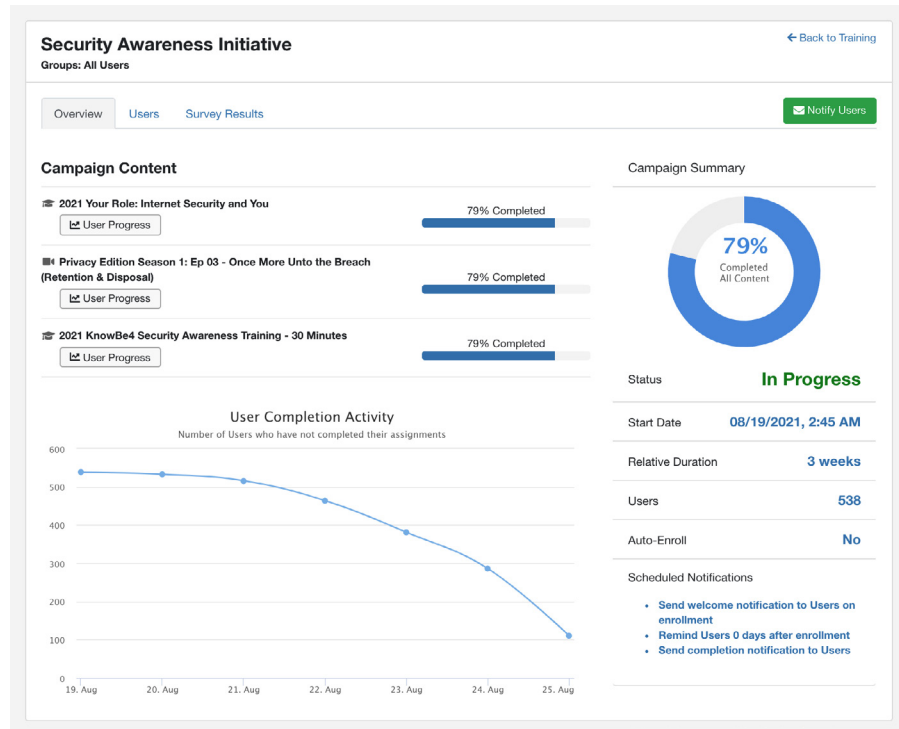 Security Awareness Initiative
Back to Training
Groups: All Users
Overview
Users
Survey Results
Notify Users
Campaign Content
2021 Your Role: Internet Security and You
User Progress
79% Completed
Privacy Edition Season 1: Ep 03 - Once More Unto the Breach
(Retention & Disposal)
User Progress
79% Completed
2021 KnowBe4 Security Awareness Training - 30 Minutes
User Progress
79% Completed
User Completion Activity
Number of Users who have not completed their assignments
600
500
400
300
200
100
0
19. Aug
20. Aug
21. Aug
22. Aug
23. Aug
24. Aug
25. Aug
Campaign Summary
79%
Completed
All Content
Status
In Progress
Start Date
08/19/2021, 2:45 AM
Relative Duration
3 weeks
Users
538
Auto-Enroll
No
Scheduled Notifications
Send welcome notification to Users on
enrollment
Remind Users 0 days after enrollment
Send completion notification to Users